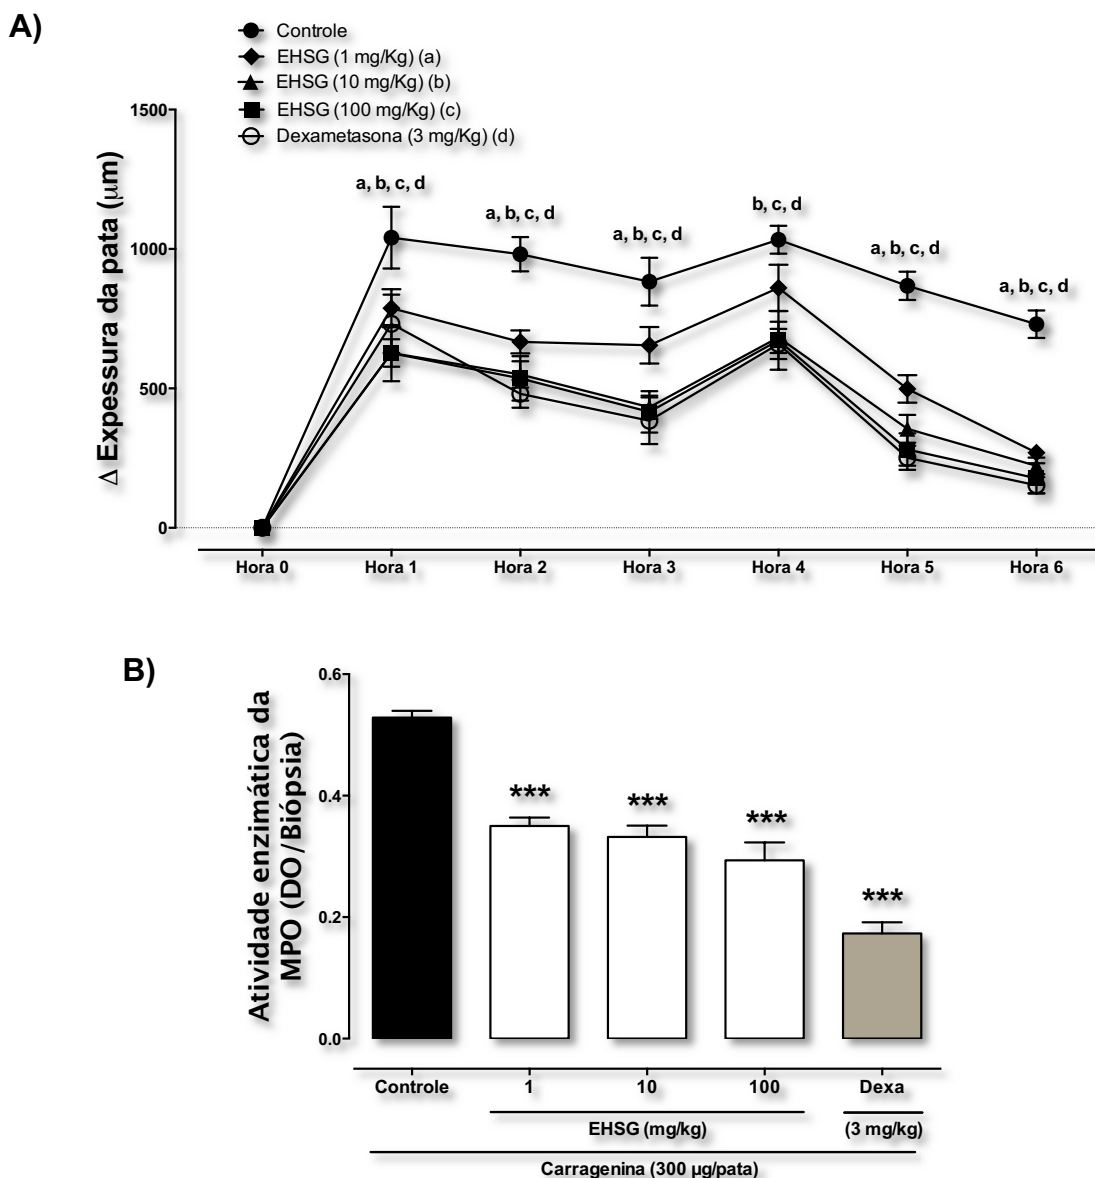 A)
Controle
EHSG (1 mg/Kg) (a)
EHSG (10 mg/Kg) (b)
EHSG (100 mg/Kg) (c)
Dexametasona (3 mg/Kg) (d)
Δ Expessura da pata (μm)
1500
1000
500
0
a, b, c, d
a, b, c, d
a, b, c, d
b, c, d
a, b, c, d
a, b, c, d
Hora 0
Hora 1
Hora 2
Hora 3
Hora 4
Hora 5
Hora 6
B)
Atividade enzimática da
MPO (DO/Biópsia)
0.6
0.4
0.2
0.0
***
***
***
***
Controle
1
10
100
Dexa
EHSG (mg/kg)
(3 mg/kg)
Carragenina (300 µg/pata)